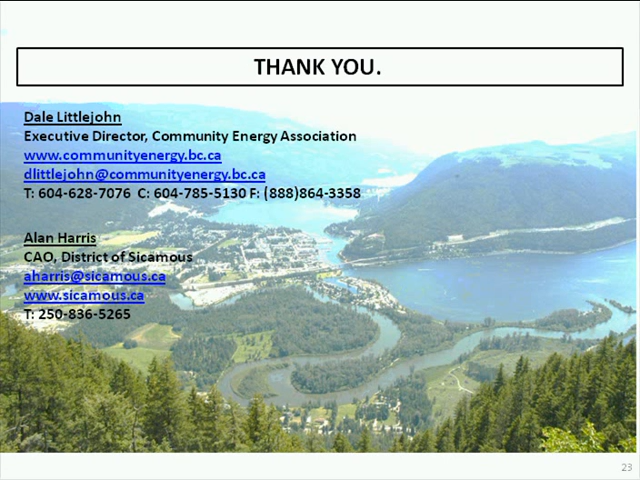 THANK YOU.
Dale Littlejohn
Executive Director, Community Energy Association
www.communityenergy.bc.ca
dlittlejohn@communityenergy.bc.ca
T: 604-628-7076 C: 604-785-5130 F: (888)864-3358
Alan Harris
CAO, District of Sicamous
aharris@sicamous.ca
www.sicamous.ca
T: 250-836-5265
23